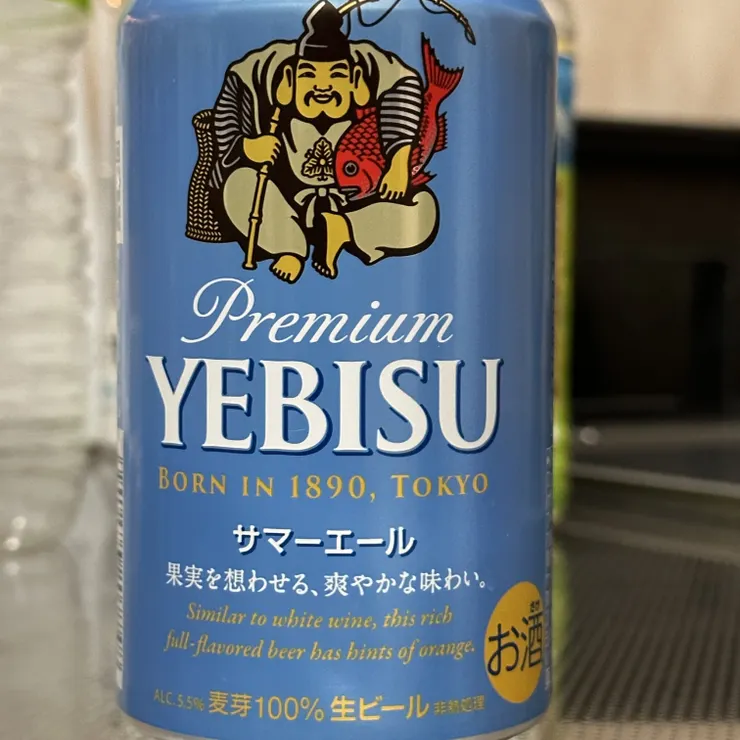 Premium
YEBISU
BORN IN 1890, TOKYO
サマーエール
果実を想わせる、爽やかな味わい。
Similar to white wine, this rich
full-flavored beer has hints of orange.
さけ
お酒
ALC. 5.5% 麦芽100% 生ビール 非熱処理